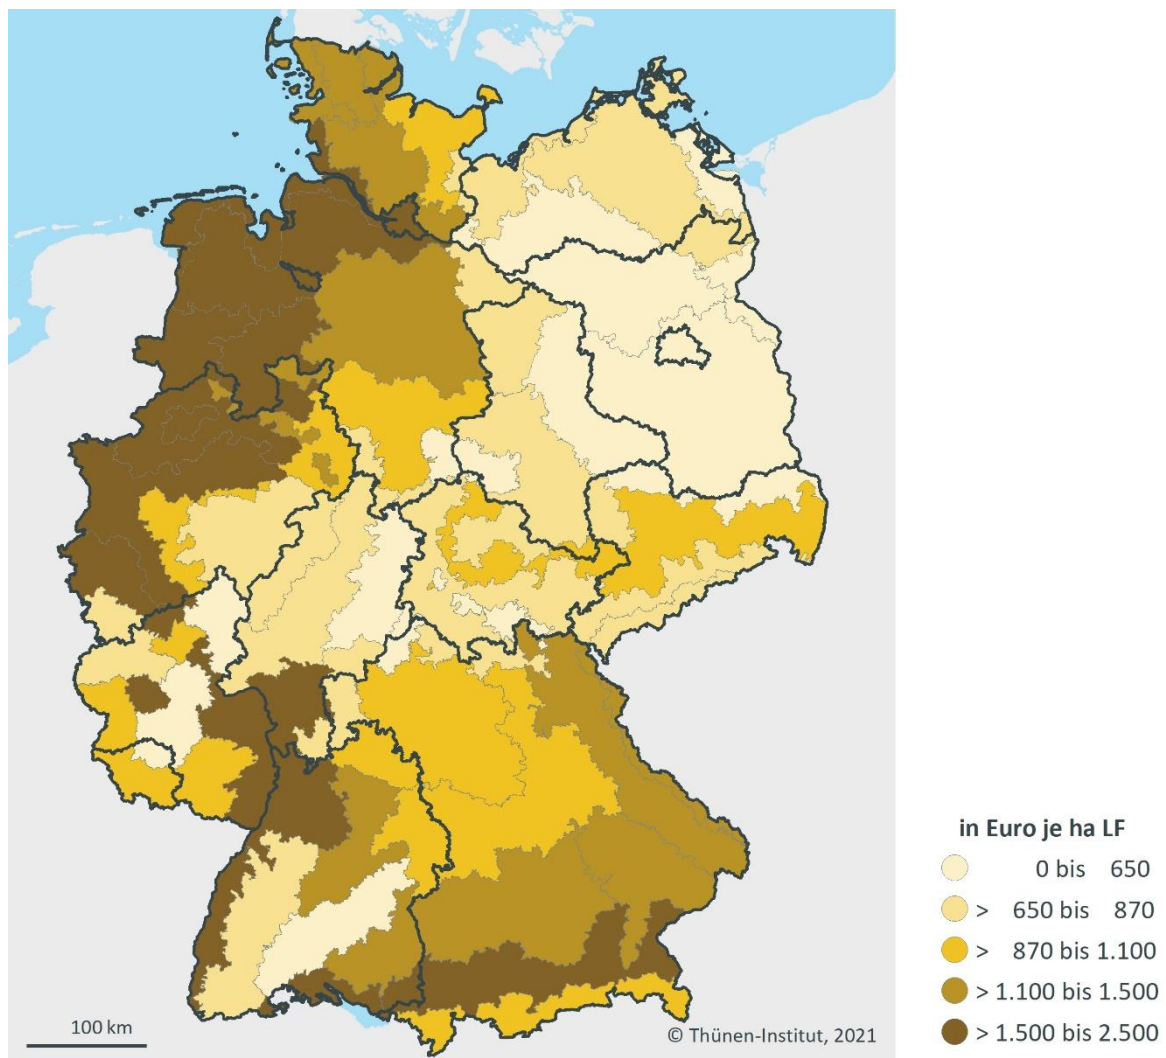 in Euro je ha LF
0 bis 650
> 650 bis 870
> 870 bis 1.100
> 1.100 bis 1.500
> 1.500 bis 2.500
100 km
© Thünen-Institut, 2021